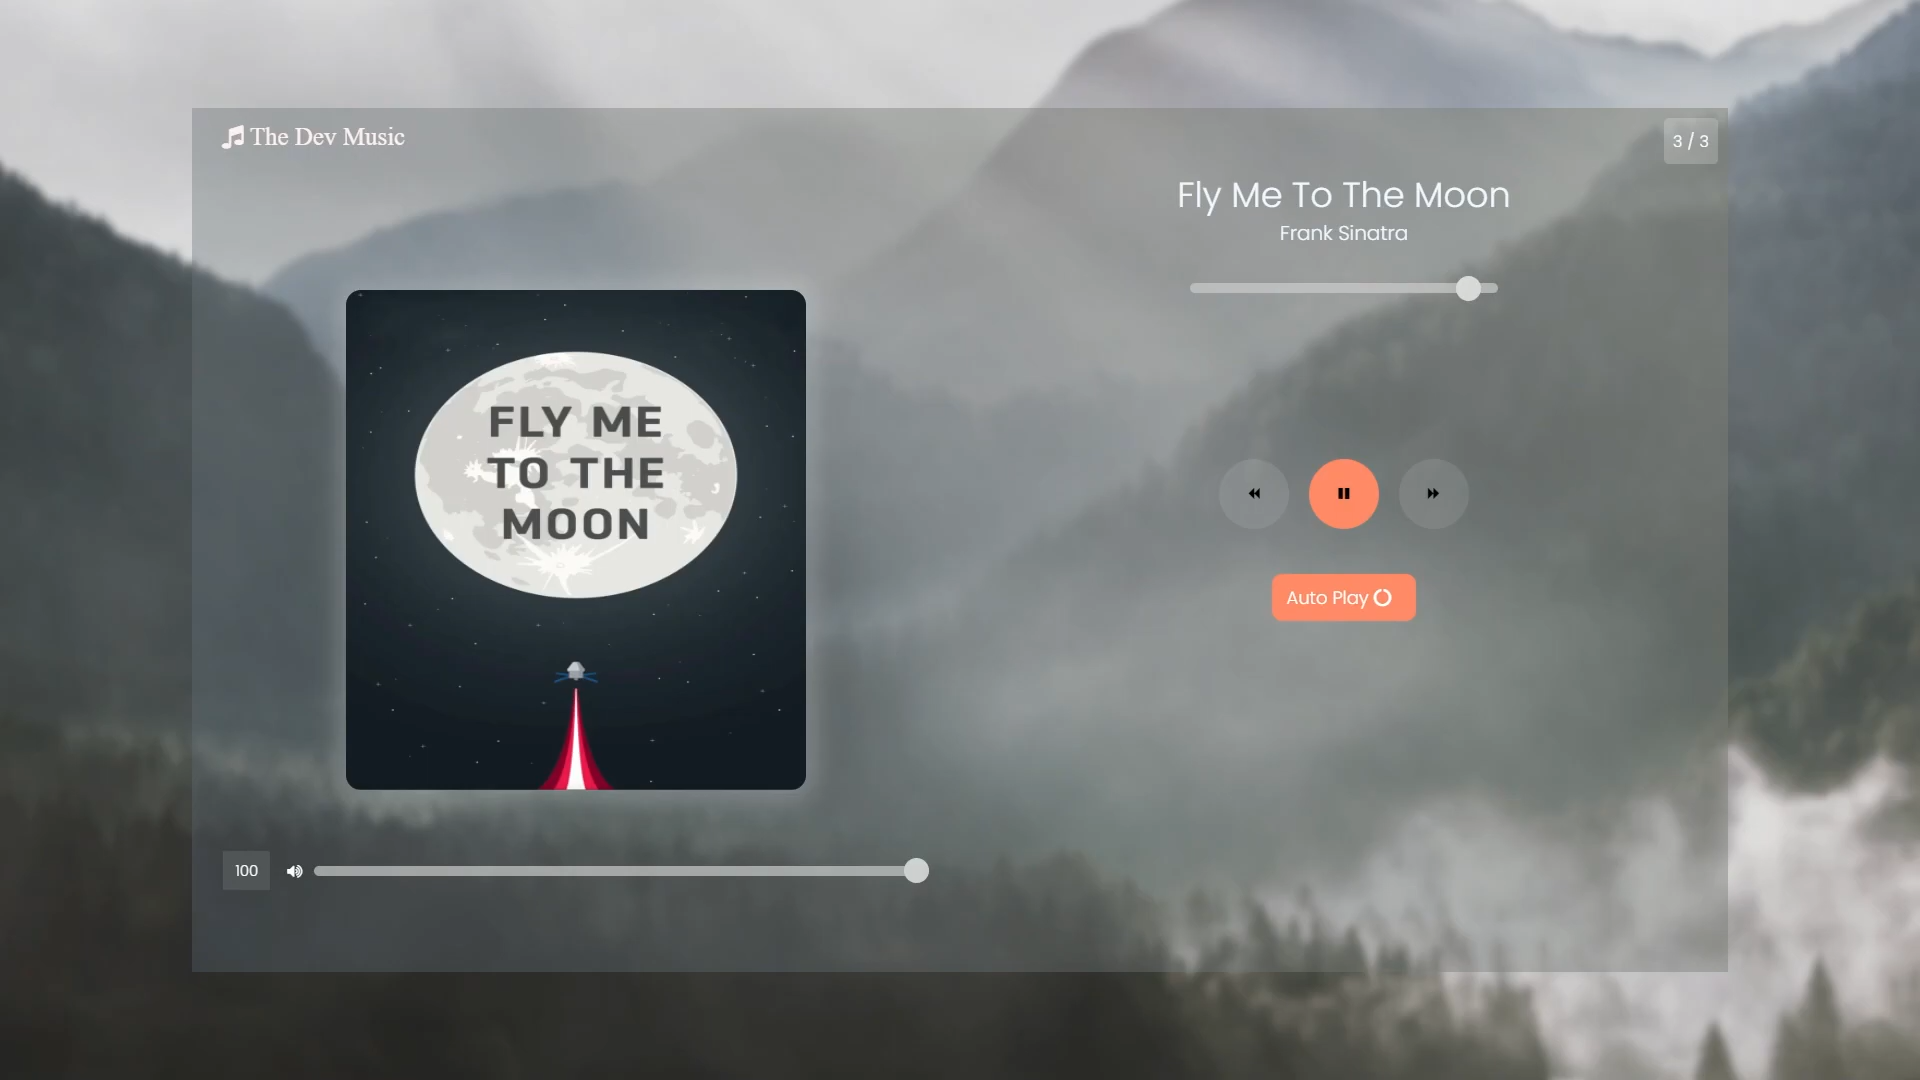 The Dev Music
3 / 3
Fly Me To The Moon
Frank Sinatra
FLY ME
TO THE
MOON
Auto Play
100